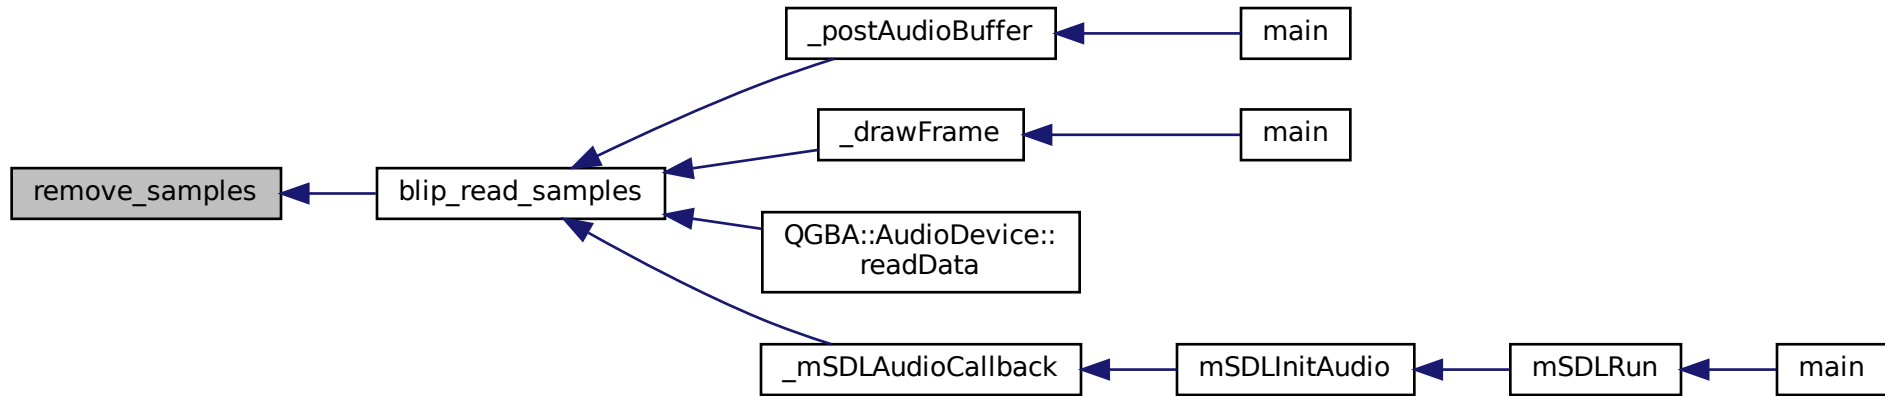 _postAudioBuffer
main
_drawFrame
main
remove_samples
blip_read_samples
QGBA::AudioDevice::
readData
_mSDLAudioCallback
mSDLInitAudio
mSDLRun
main